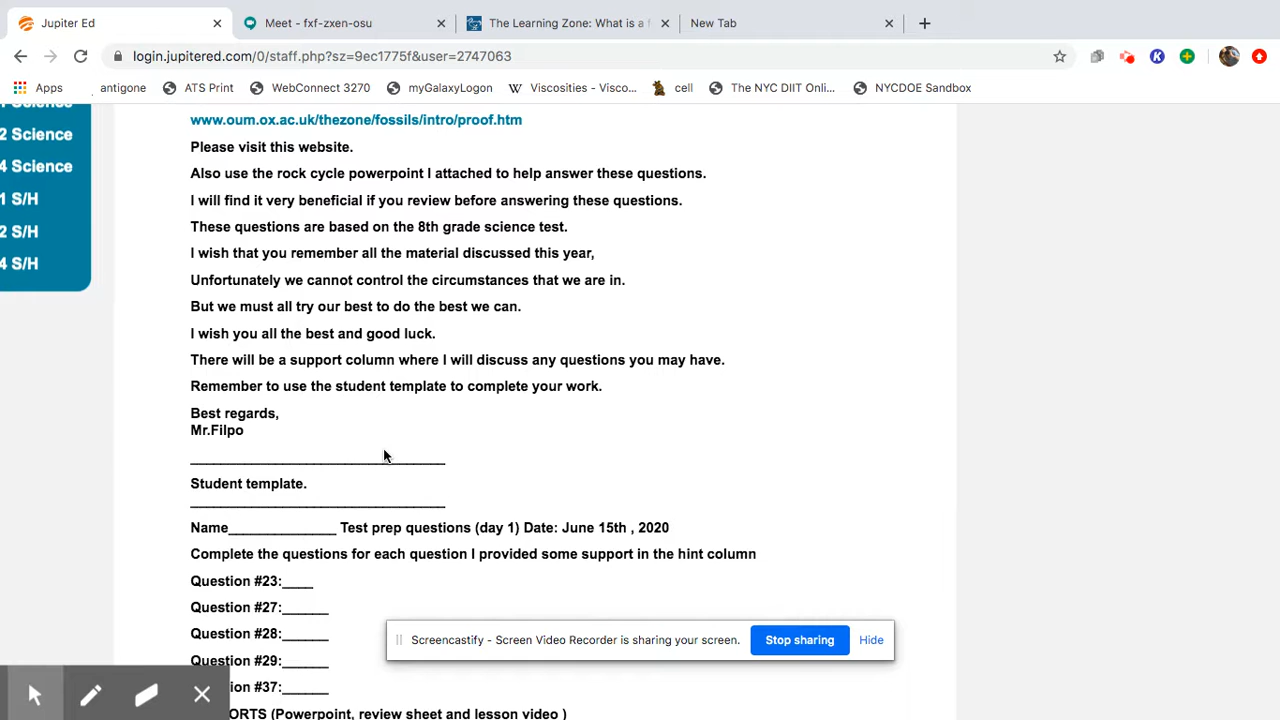 Jupiter Ed
Meet - fxf-zxen-osu
The Learning Zone: What is a f
New Tab
login.jupitered.com/0/staff.php?sz=9ec1775f&user=2747063
Apps
antigone
ATS Print
WebConnect 3270
myGalaxyLogon
Viscosities - Visco...
cell
The NYC DIIT Onli...
NYCDOE Sandbox
1 Science
2 Science
4 Science
1 S/H
2 S/H
4 S/H
www.oum.ox.ac.uk/thezone/fossils/intro/proof.htm
Please visit this website.
Also use the rock cycle powerpoint I attached to help answer these questions.
I will find it very beneficial if you review before answering these questions.
These questions are based on the 8th grade science test.
I wish that you remember all the material discussed this year,
Unfortunately we cannot control the circumstances that we are in.
But we must all try our best to do the best we can.
I wish you all the best and good luck.
There will be a support column where I will discuss any questions you may have.
Remember to use the student template to complete your work.
Best regards,
Mr.Filpo
Student template.
Name______________ Test prep questions (day 1) Date: June 15th , 2020
Complete the questions for each question I provided some support in the hint column
Question #23:____
Question #27:______
Question #28:______
Question #29:______
ion #37:______
ORTS (Powerpoint, review sheet and lesson video )
Screencastify - Screen Video Recorder is sharing your screen.
Stop sharing
Hide